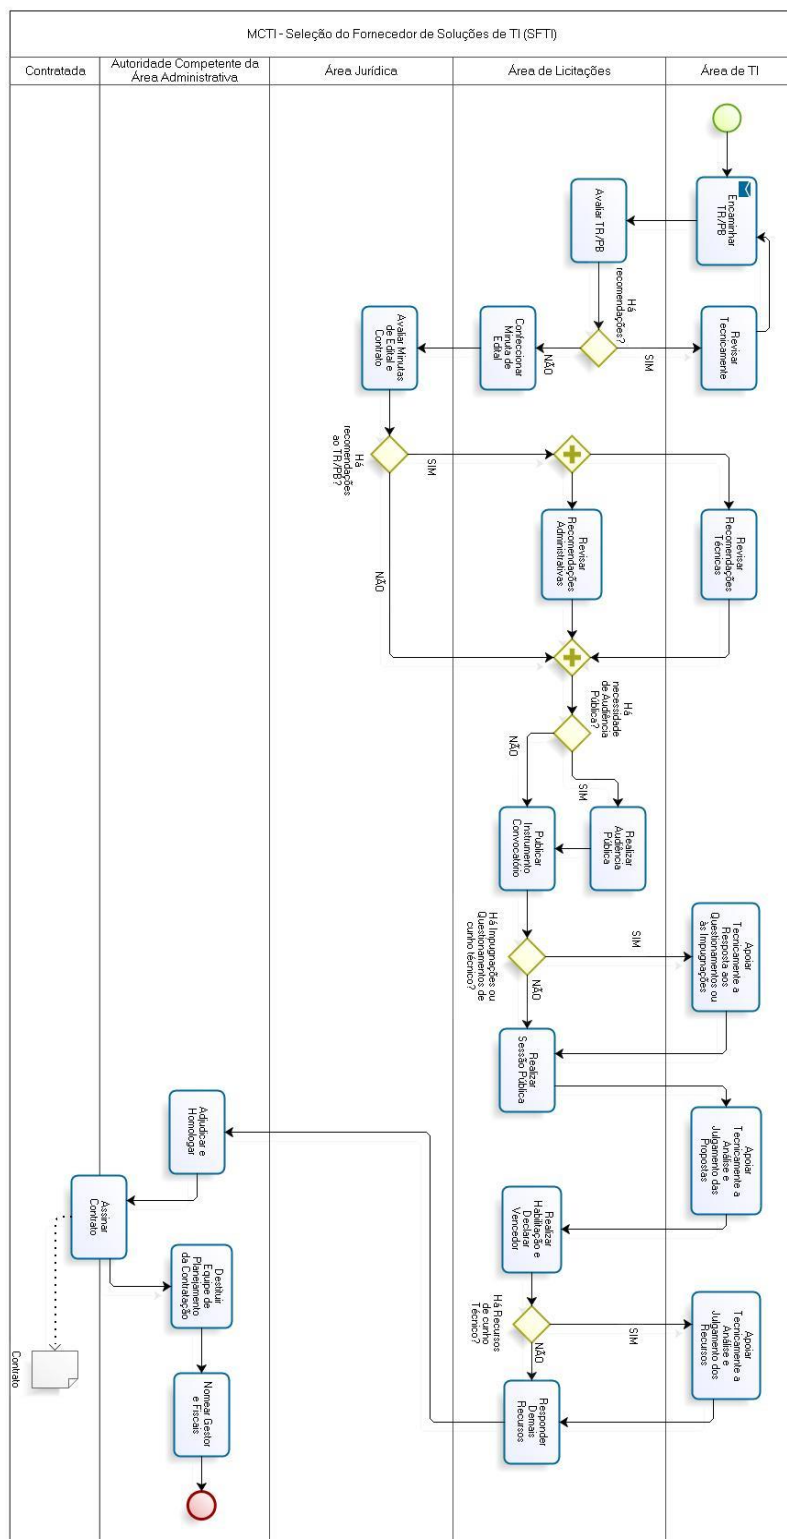 MCTI - Seleção do Fornecedor de Soluções de TI (SFTI)
Contratada
Autoridade Competente da
Área Administrativa
Área Jurídica
Área de Licitações
Área de TI
Encaminhar
TR/PB
Avaliar TR/PB
Há
recomendações?
SIM
NÃO
Revisar
Tecnicamente
Confeccionar
Minuta de
Edital
Avaliar Minutas
de Edital e
Contrato
Há
recomendações
ao TR/PB?
SIM
NÃO
Revisar
Recomendações
Administrativas
Revisar
Recomendações
Técnicas
Há
necessidade
de Audiência
Pública?
SIM
NÃO
Realizar
Audiência
Pública
Publicar
Instrumento
Convocatório
Há Impugnações ou
Questionamentos de
cunho técnico?
SIM
NÃO
Apoiar
Tecnicamente a
Resposta aos
Questionamentos ou
às Impugnações
Realizar
Sessão Pública
Apoiar
Tecnicamente a
Análise e
Julgamento das
Propostas
Realizar
Habilitação e
Declarar
Vencedor
Há Recursos
de cunho
Técnico?
SIM
NÃO
Apoiar
Tecnicamente a
Análise e
Julgamento dos
Recursos
Responder
Demais
Recursos
Adjudicar e
Homologar
Assinar
Contrato
Contrato
Destituir
Equipe de
Planejamento
da Contratação
Nomear Gestor
e Fiscais